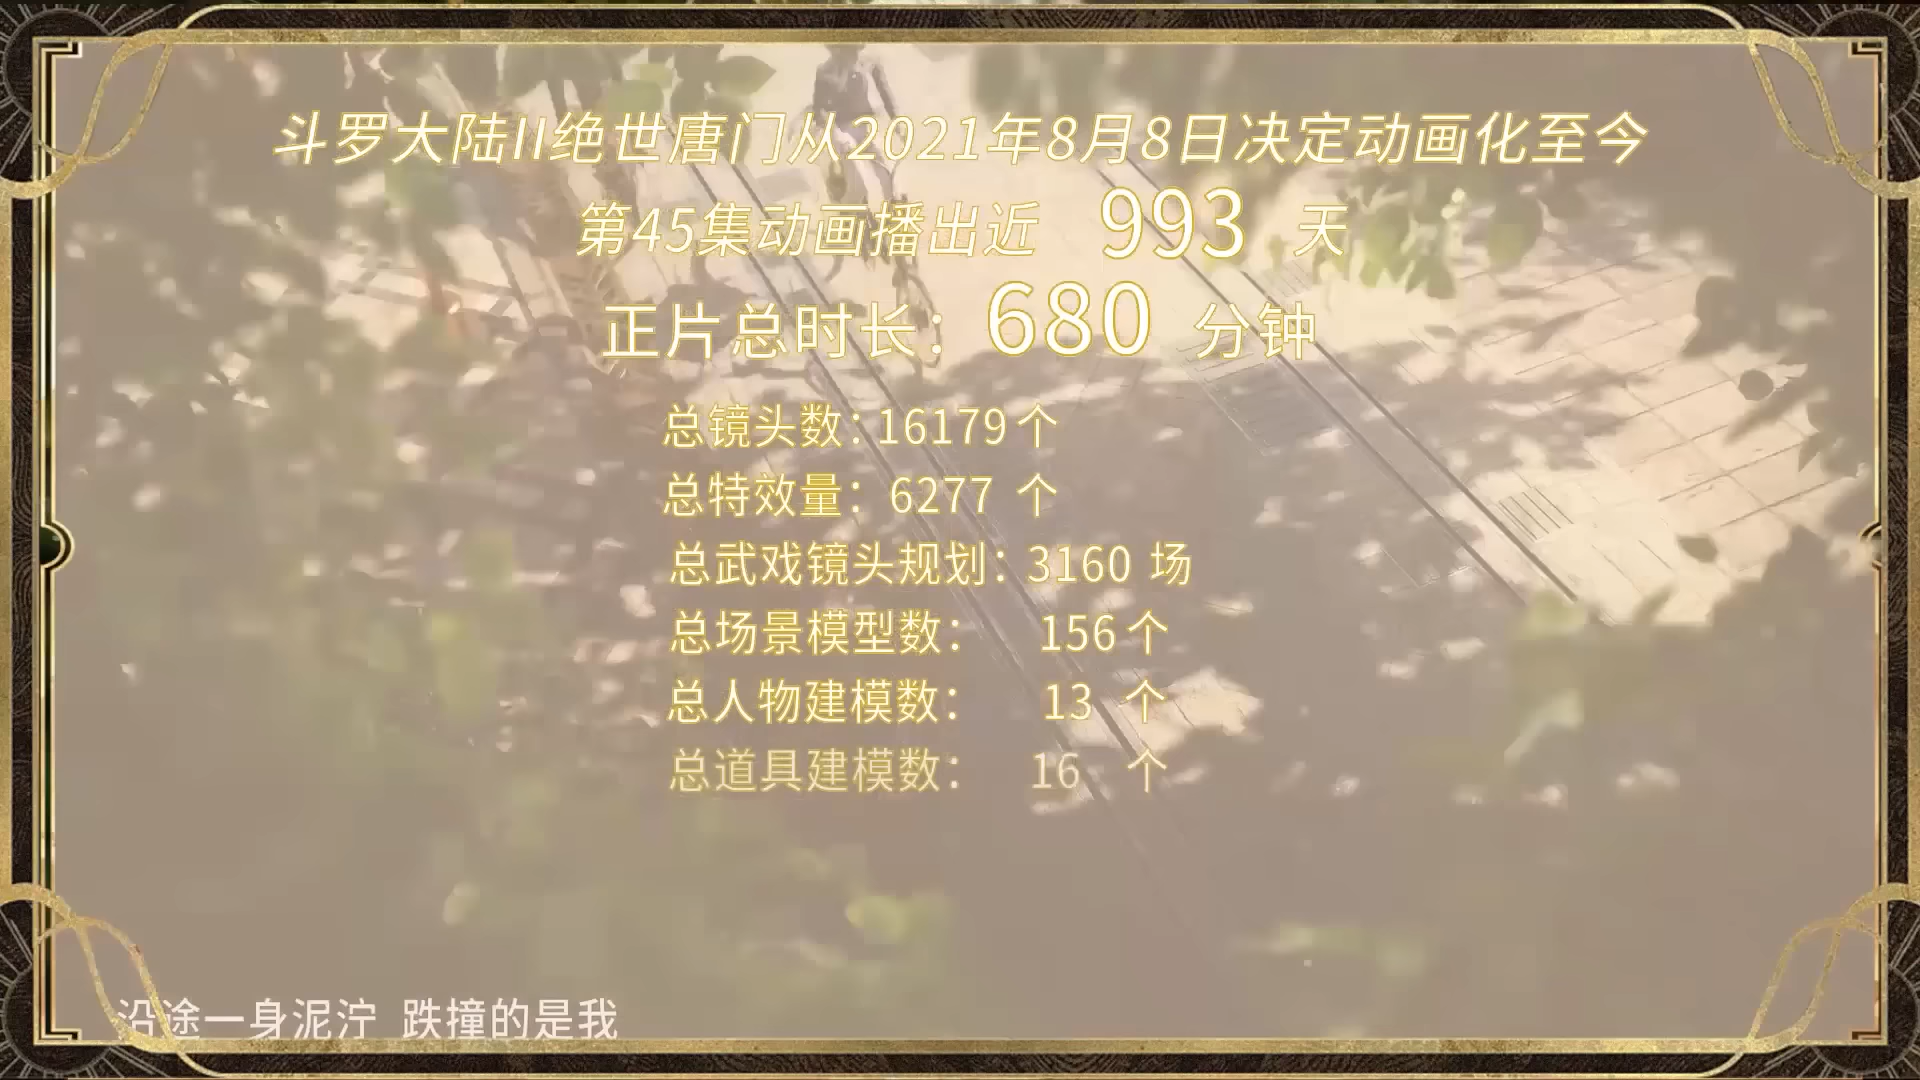 斗罗大陆II绝世唐门从2021年8月8日决定动画化至今
第45集动画播出近 993 天
正片总时长：680 分钟
总镜头数：16179个
总特效量：6277 个
总武戏镜头规划：3160 场
总场景模型数： 156个
总人物建模数： 13 个
总道具建模数： 16 个
沿途一身泥泞 跌撞的是我